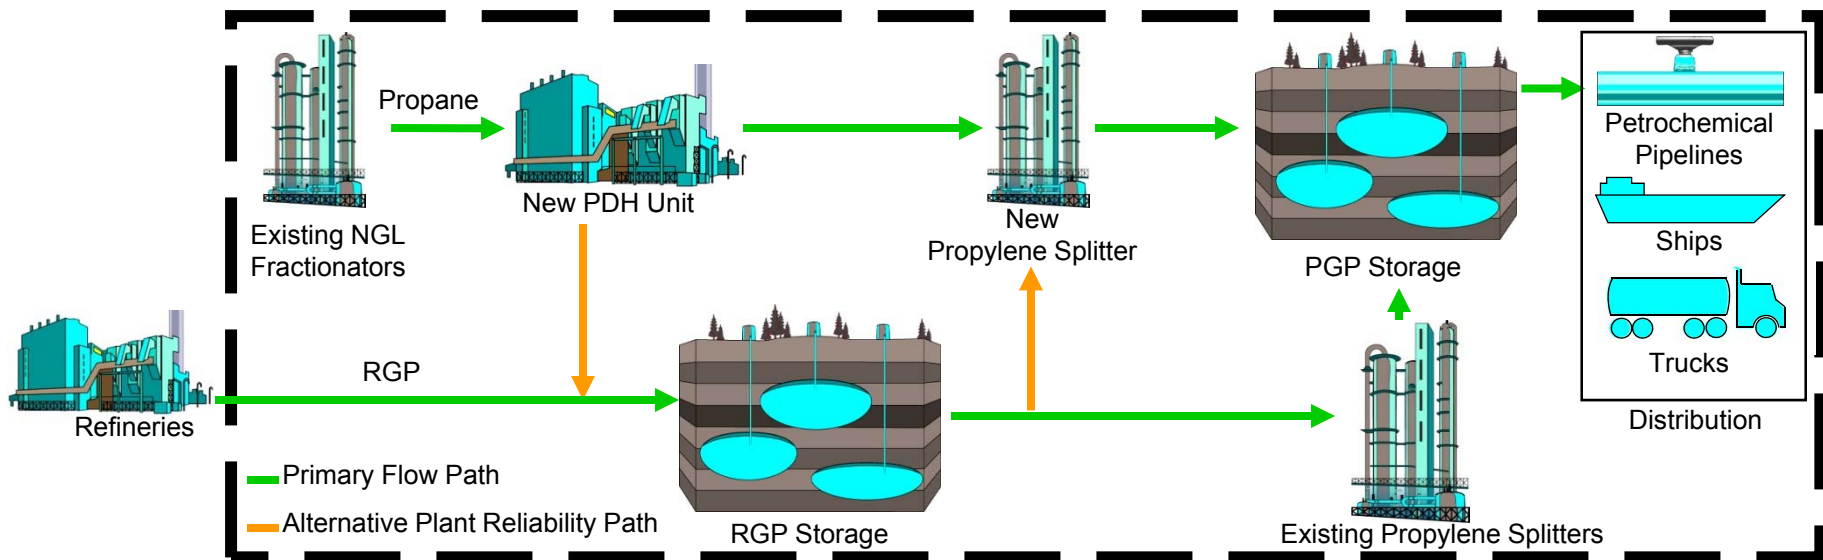 Propane
New PDH Unit
Existing NGL
Fractionators
New
Propylene Splitter
PGP Storage
Petrochemical
Pipelines
Ships
Trucks
Distribution
RGP
Refineries
Primary Flow Path
Alternative Plant Reliability Path
RGP Storage
Existing Propylene Splitters